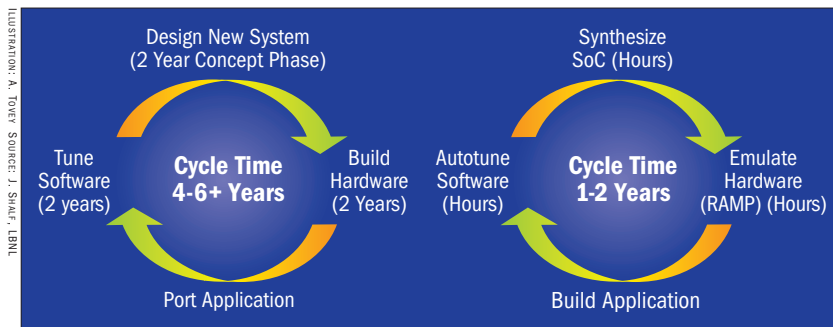 ILLUSTRATION: A. TOVEY SOURCE: J. SHALF, LBNL
Design New System
(2 Year Concept Phase)
Tune
Software
(2 years)
Cycle Time
4-6+ Years
Build
Hardware
(2 Years)
Port Application
Synthesize
SoC (Hours)
Autotune
Software
(Hours)
Cycle Time
1-2 Years
Emulate
Hardware
(RAMP) (Hours)
Build Application